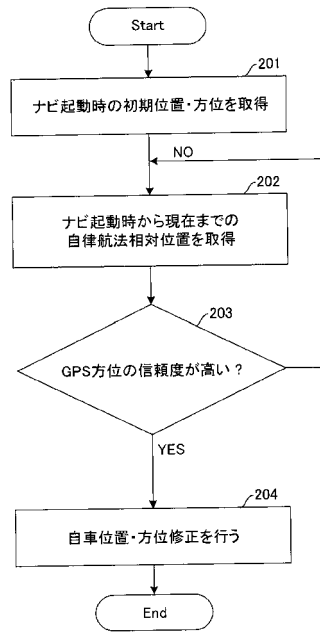 Start
201
ナビ起動時の初期位置・方位を取得
NO
202
ナビ起動時から現在までの
自律航法相対位置を取得
203
GPS方位の信頼度が高い？
YES
204
自車位置・方位修正を行う
End